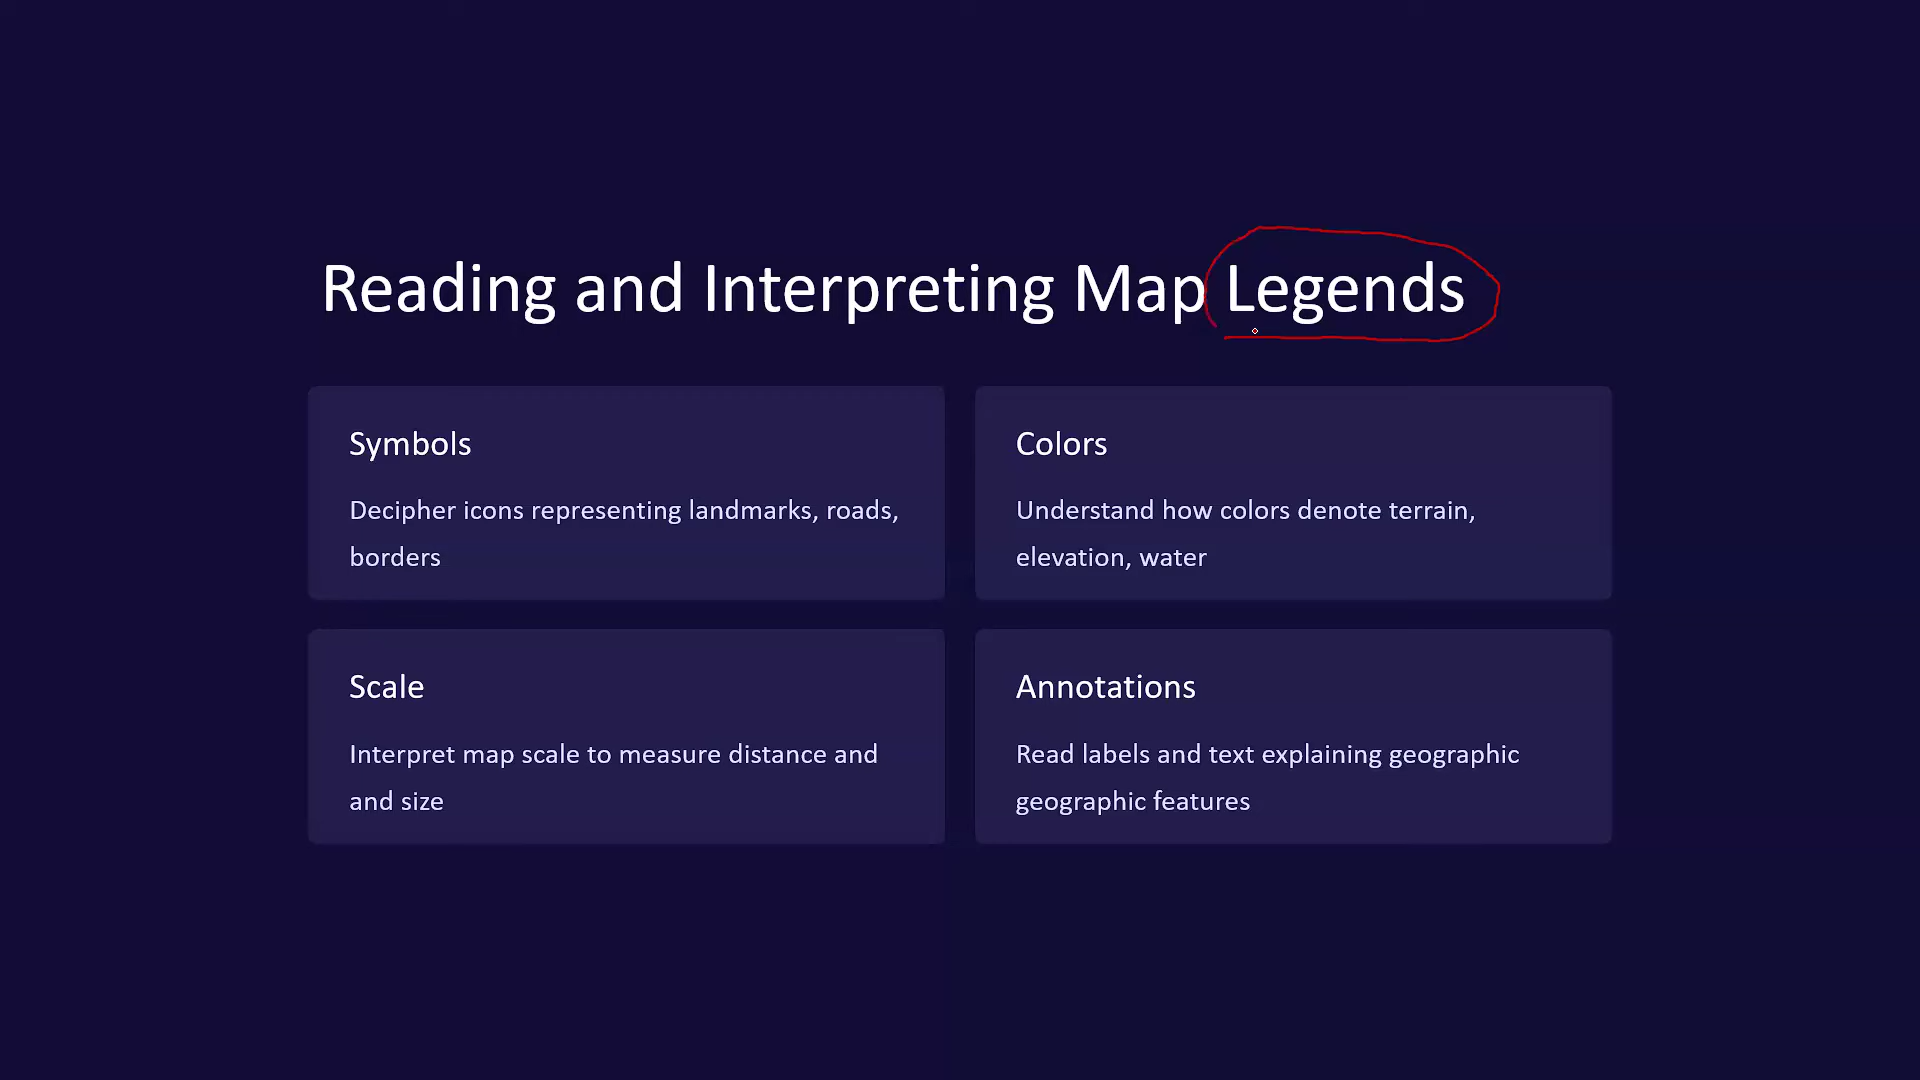 Reading and Interpreting Map Legends
Symbols
Decipher icons representing landmarks, roads,
borders
Colors
Understand how colors denote terrain,
elevation, water
Scale
Interpret map scale to measure distance and
and size
Annotations
Read labels and text explaining geographic
geographic features